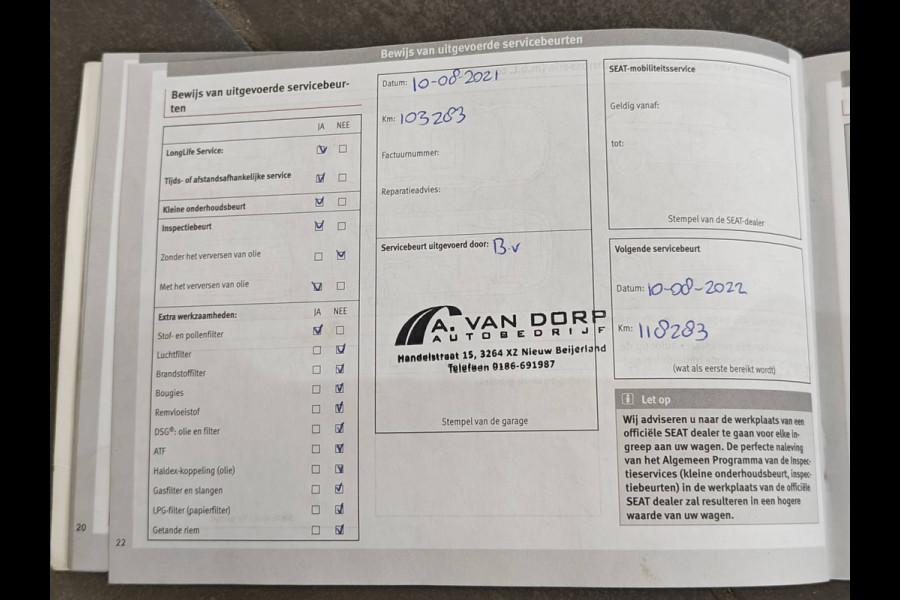 Bewijs van uitgevoerde servicebeurten
Bewijs van uitgevoerde servicebeur-
ten
JA NEE
LongLife Service:
Tijds- of afstandsafhankelijke service
Kleine onderhoudsbeurt
Inspectiebeurt
Zonder het verversen van olie
Met het verversen van olie
Extra werkzaamheden: JA NEE
Stof- en pollenfilter
Luchtfilter
Brandstoffilter
Bougies
Remvloeistof
DSG®: olie en filter
ATF
Haldex-koppeling (olie)
Gasfilter en slangen
LPG-filter (papierfilter)
Getande riem
20
22
Datum: 10-08-2021
Km: 103283
Factuurnummer:
Reparatieadvies:
Servicebeurt uitgevoerd door: B.v
A. VAN DORP
AUTOBEDRIJF
Handelstraat 15, 3264 XZ Nieuw Beijerland
Telefoon 0186-691987
Stempel van de garage
SEAT-mobiliteitsservice
Geldig vanaf:
tot:
Stempel van de SEAT-dealer
Volgende servicebeurt
Datum: 10-08-2022
Km: 118283
(wat als eerste bereikt wordt)
i Let op
Wij adviseren u naar de werkplaats van een
officiële SEAT dealer te gaan voor elke in-
greep aan uw wagen. De perfecte naleving
van het Algemeen Programma van de Inspec-
tieservices (kleine onderhoudsbeurt, inspec-
tiebeurten) in de werkplaats van de officiële
SEAT dealer zal resulteren in een hogere
waarde van uw wagen.